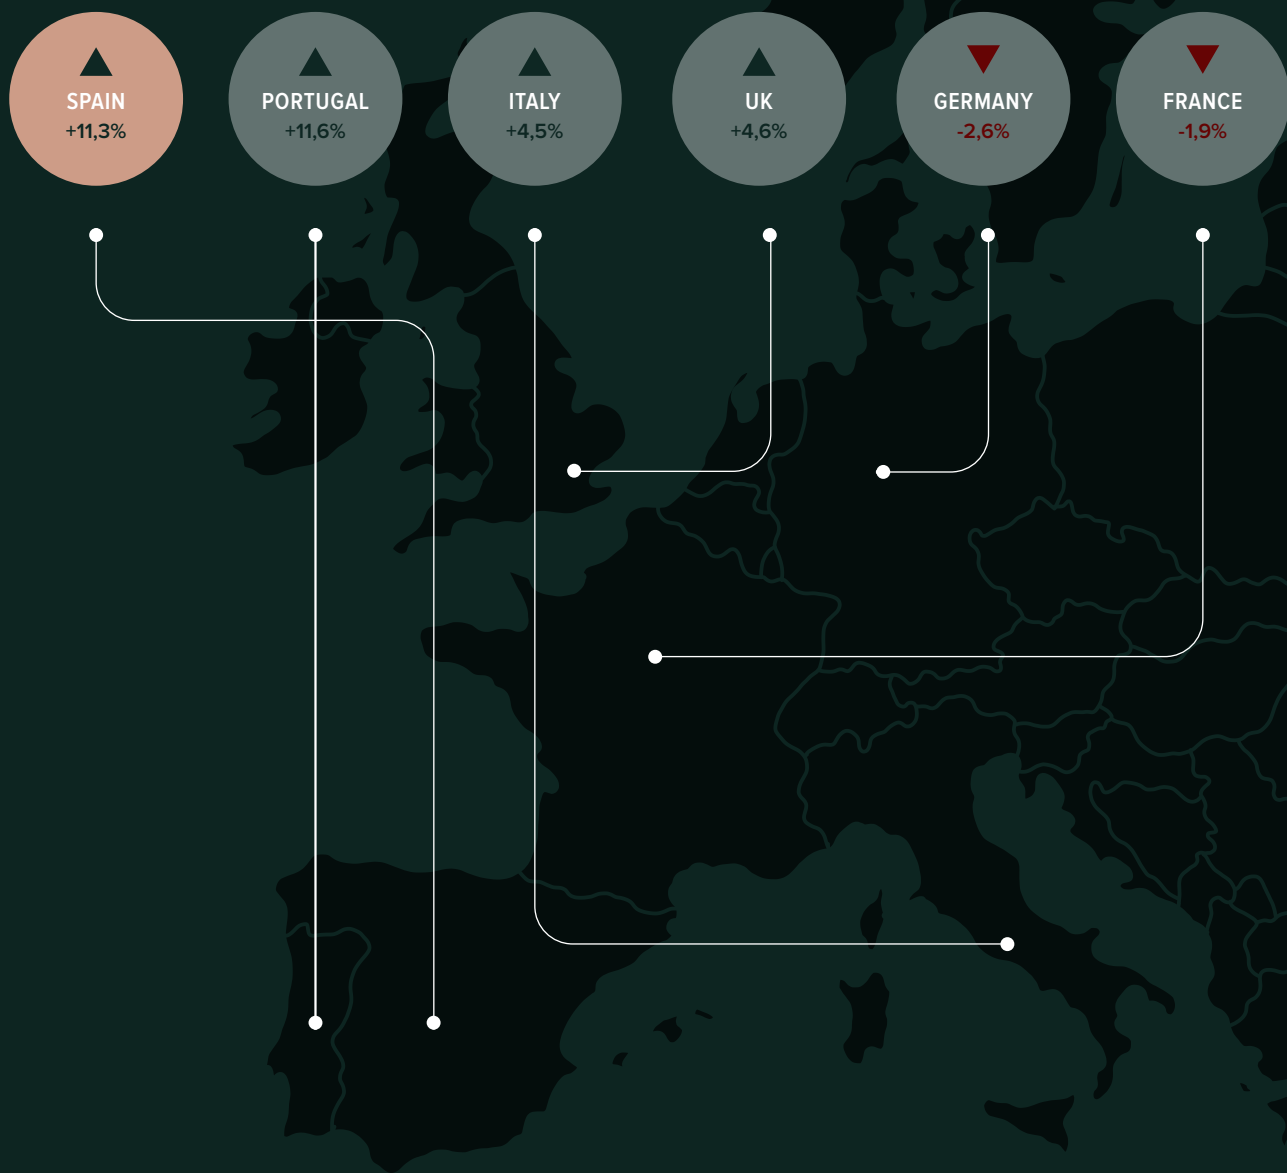 SPAIN
+11,3%
PORTUGAL
+11,6%
ITALY
+4,5%
UK
+4,6%
GERMANY
-2,6%
FRANCE
-1,9%